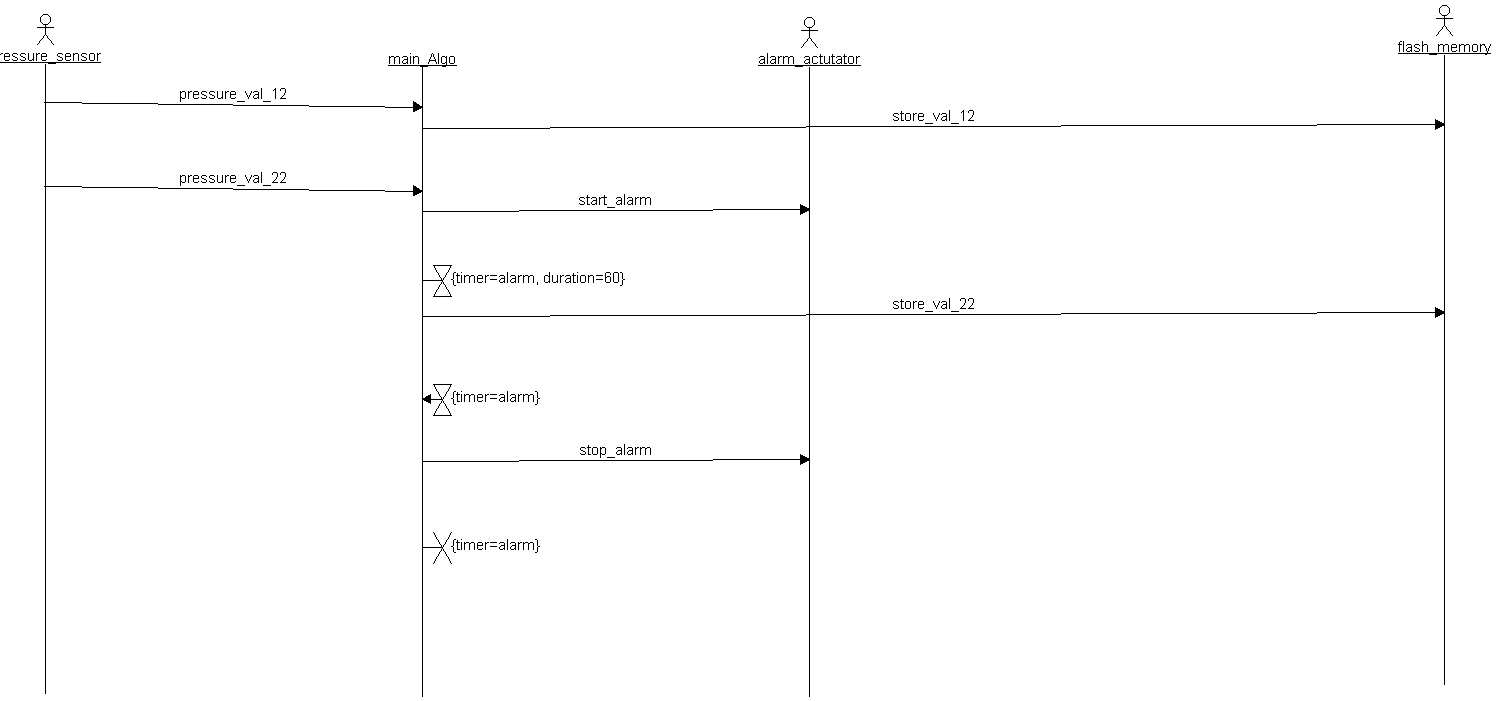 ressure_sensor
main_Algo
alarm_actutator
flash_memory
pressure_val_12
store_val_12
pressure_val_22
start_alarm
{timer=alarm, duration=60}
store_val_22
{timer=alarm}
stop_alarm
{timer=alarm}